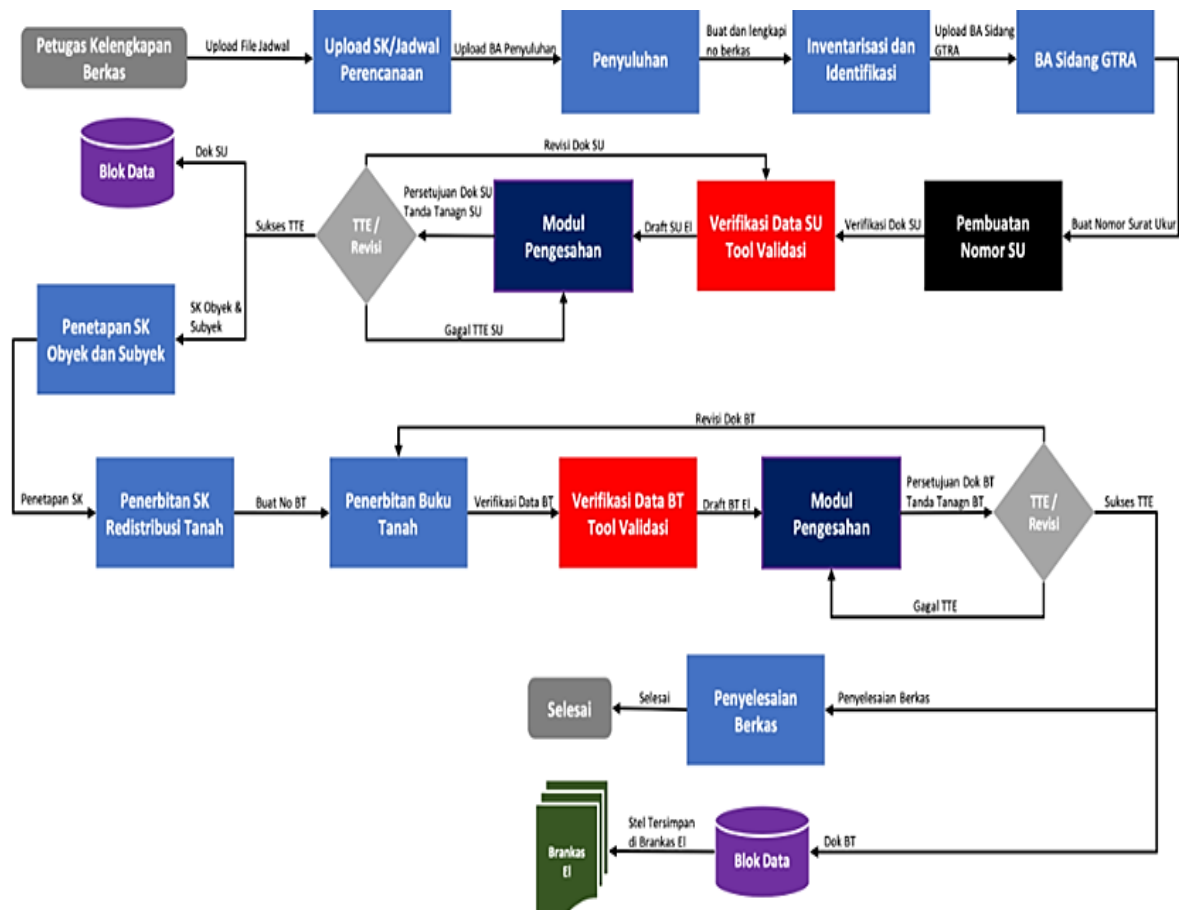 Petugas Kelengkapan
Berkas
Upload File Jadwal
Upload SK/Jadwal
Perencanaan
Upload BA Penyuluhan
Penyuluhan
Buat dan lengkapi
no berkas
Inventarisasi dan
Identifikasi
Upload BA Sidang
GTRA
BA Sidang GTRA
Buat Nomor Surat Ukur
Pembuatan
Nomor SU
Verifikasi Dok SU
Verifikasi Data SU
Tool Validasi
Draft SU El
Modul
Pengesahan
Persetujuan Dok SU
Tanda Tanagn SU
TTE /
Revisi
Revisi Dok SU
Gagal TTE SU
Sukses TTE
Dok SU
Blok Data
SK Obyek &
Subyek
Penetapan SK
Obyek dan Subyek
Penetapan SK
Penerbitan SK
Redistribusi Tanah
Buat No BT
Penerbitan Buku
Tanah
Verifikasi Data BT
Verifikasi Data BT
Tool Validasi
Draft BT El
Modul
Pengesahan
Persetujuan Dok BT
Tanda Tanagn BT
TTE /
Revisi
Revisi Dok BT
Gagal TTE
Sukses TTE
Penyelesaian Berkas
Penyelesaian
Berkas
Selesai
Selesai
Dok BT
Blok Data
Stel Tersimpan
di Brankas El
Brankas
El